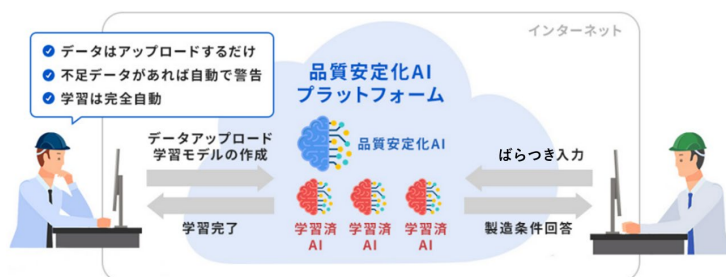 インターネット
データはアップロードするだけ
不足データがあれば自動で警告
学習は完全自動
品質安定化AI
プラットフォーム
データアップロード
学習モデルの作成
品質安定化AI
ばらつき入力
学習完了
学習済
AI
学習済
AI
学習済
AI
製造条件回答